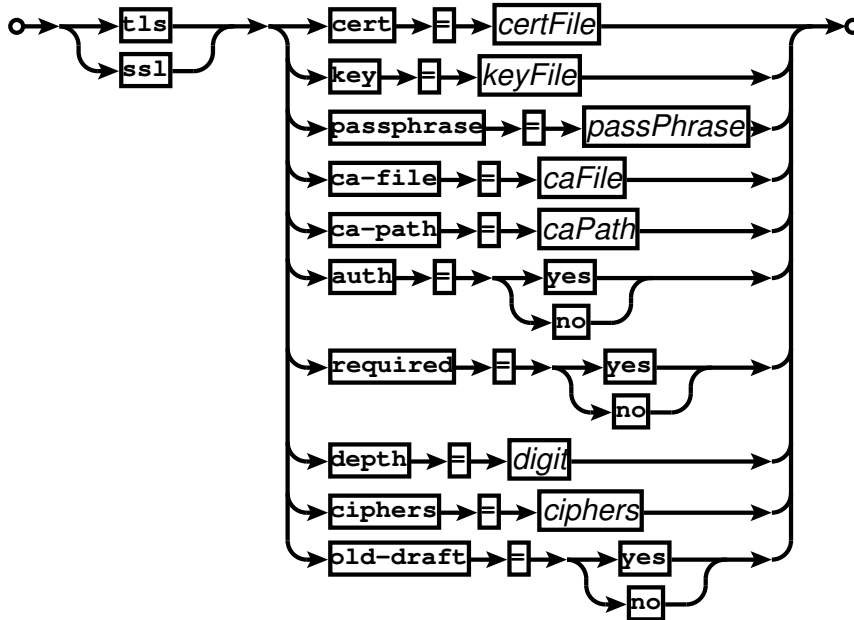 tls cert = certFile
ssl key = keyFile
passphrase = passPhrase
ca-file = caFile
ca-path = caPath
auth = yes
no
required = yes
no
depth = digit
ciphers = ciphers
old-draft = yes
no